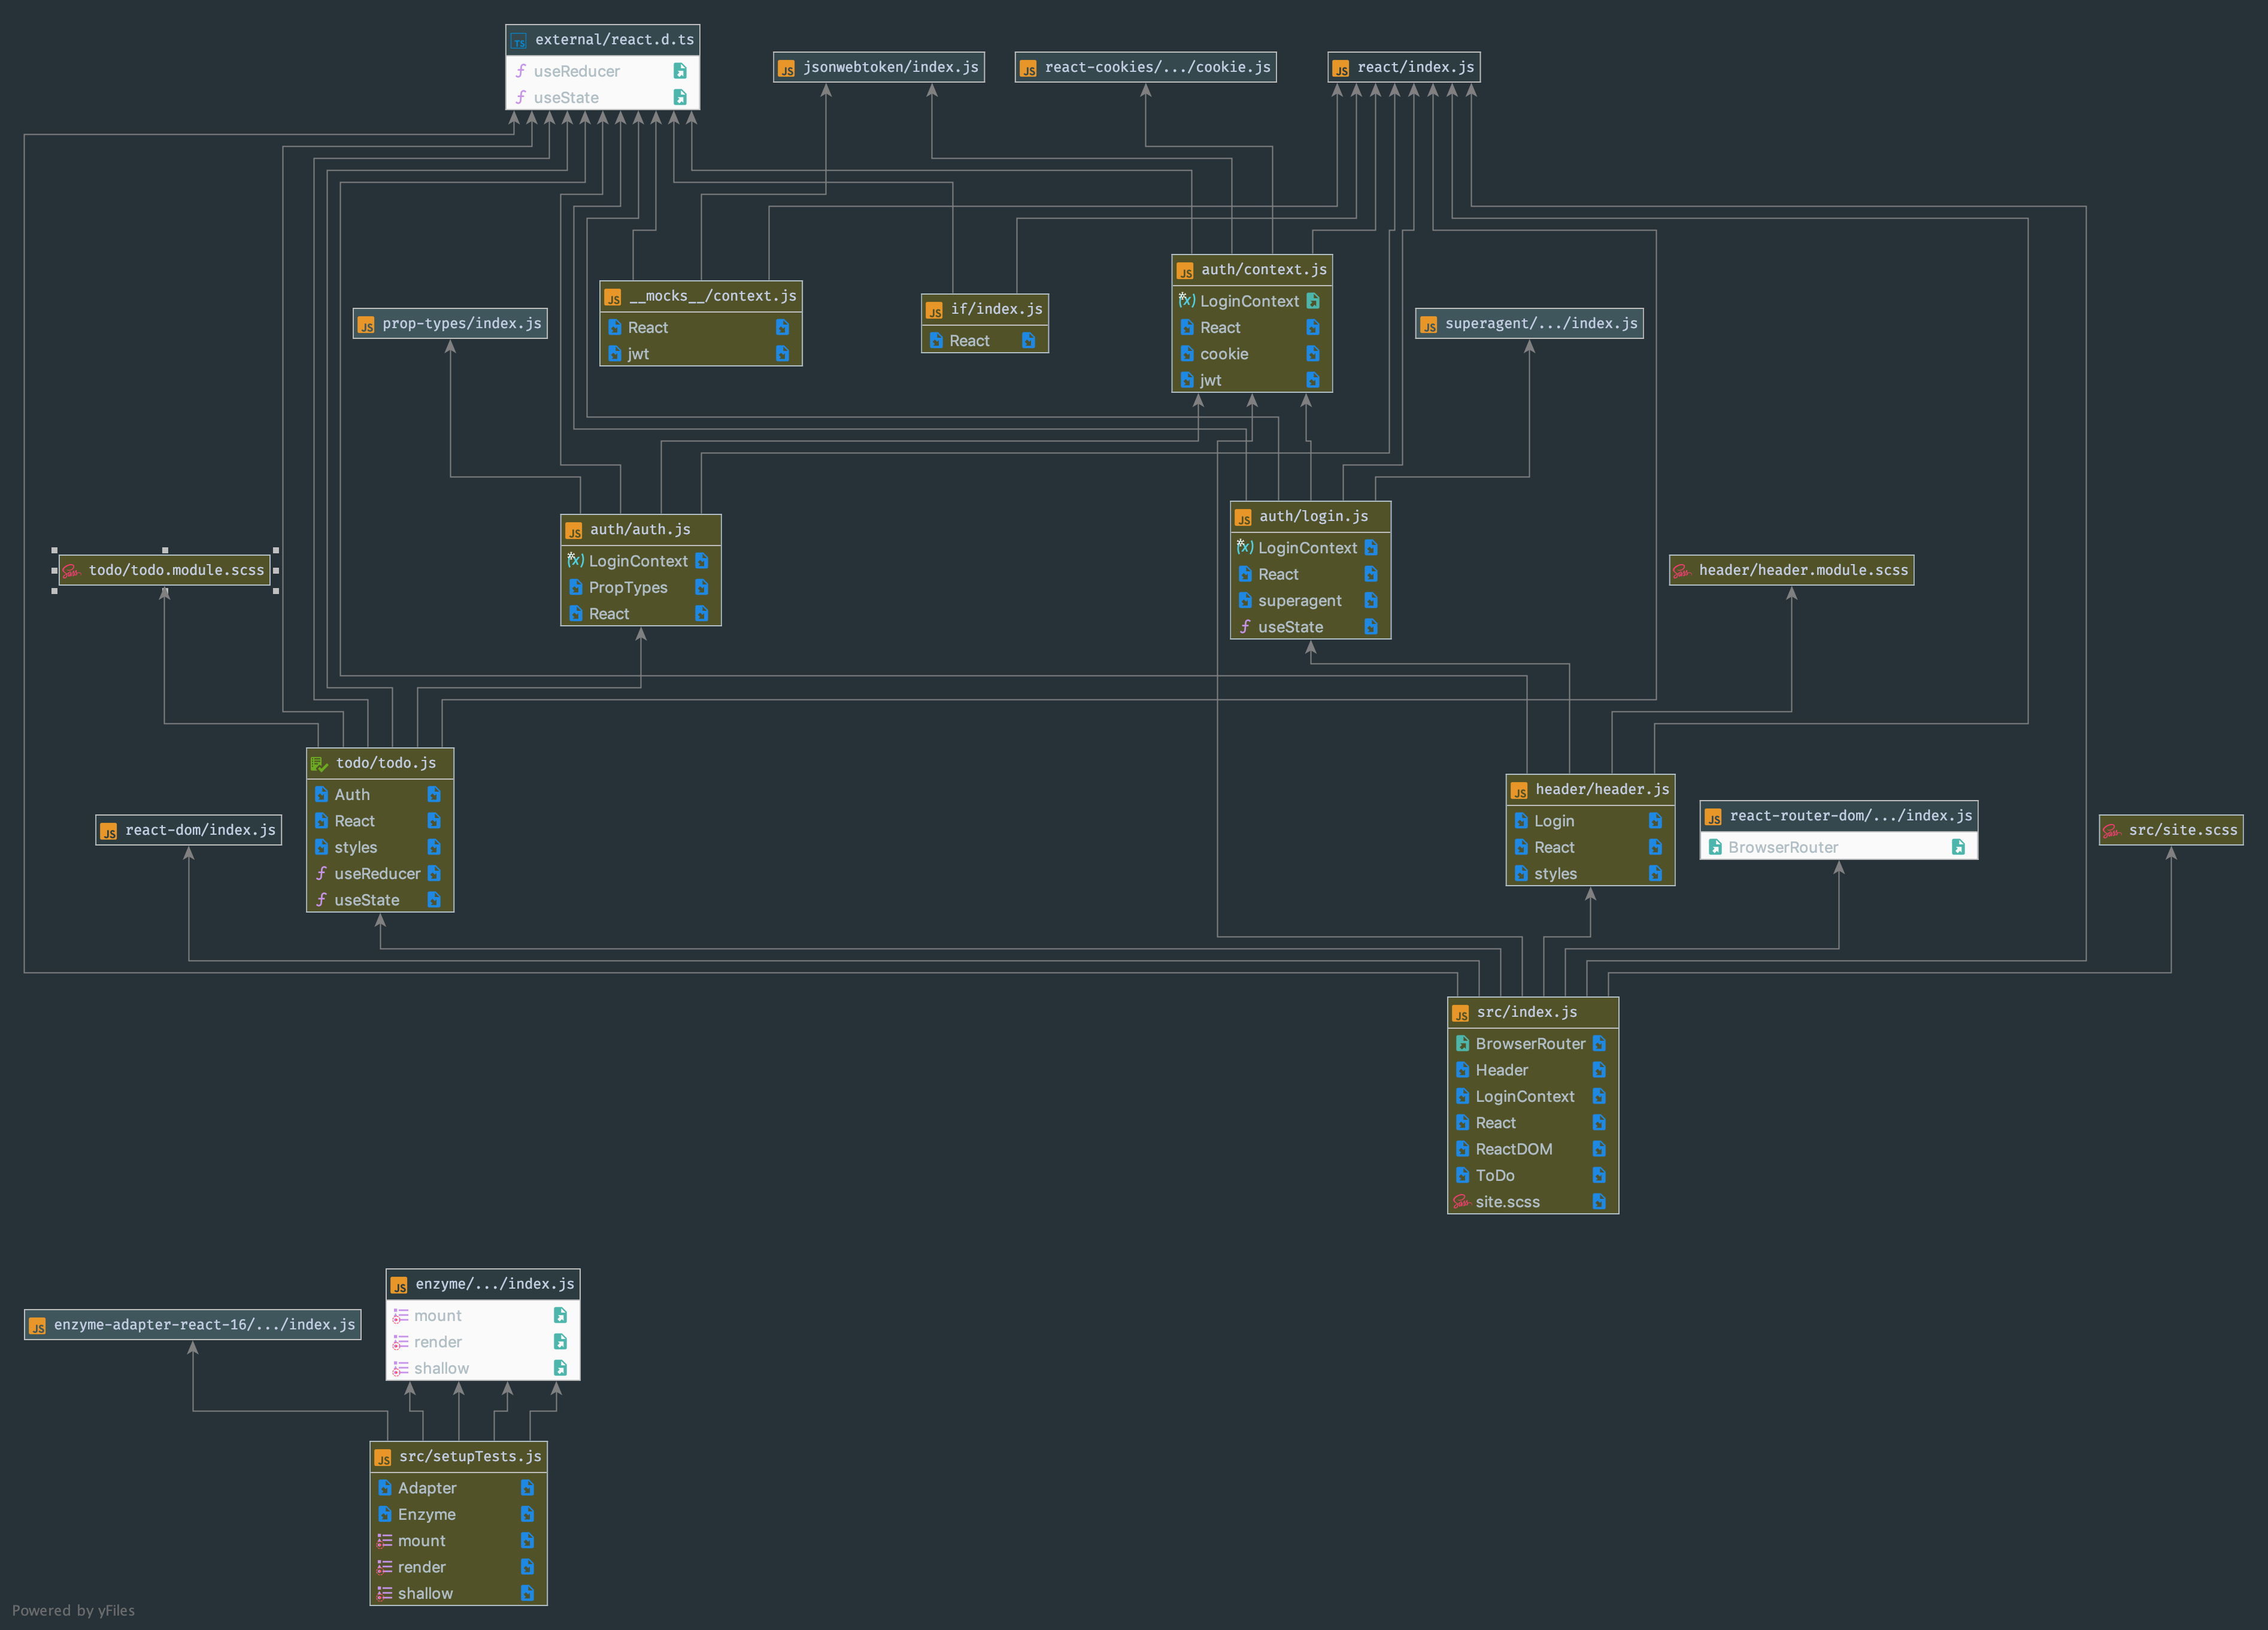 external/react.d.ts
useReducer
useState
jsonwebtoken/index.js
react-cookies/.../cookie.js
react/index.js
__mocks__/context.js
React
jwt
if/index.js
React
auth/context.js
LoginContext
React
cookie
jwt
prop-types/index.js
superagent/.../index.js
auth/auth.js
LoginContext
PropTypes
React
auth/login.js
LoginContext
React
superagent
useState
todo/todo.module.scss
header/header.module.scss
todo/todo.js
Auth
React
styles
useReducer
useState
react-dom/index.js
header/header.js
Login
React
styles
react-router-dom/.../index.js
BrowserRouter
src/site.scss
src/index.js
BrowserRouter
Header
LoginContext
React
ReactDOM
ToDo
site.scss
enzyme/.../index.js
mount
render
shallow
enzyme-adapter-react-16/.../index.js
src/setupTests.js
Adapter
Enzyme
mount
render
shallow
Powered by yFiles